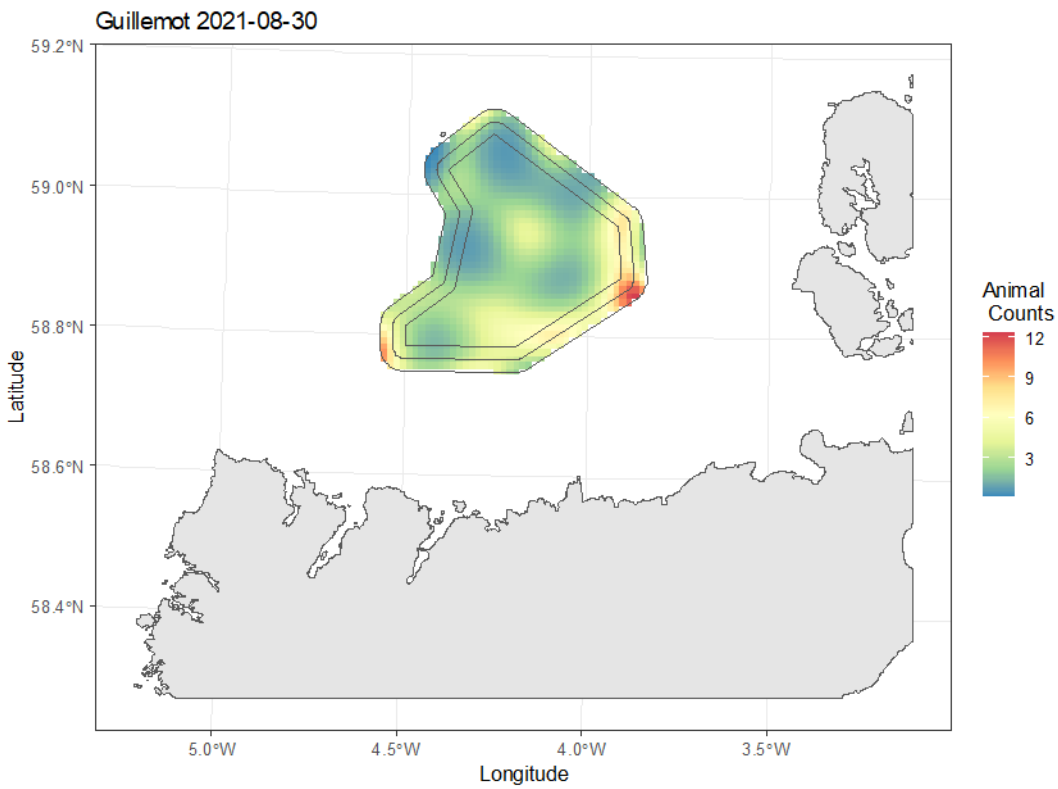 Guillemot 2021-08-30
59.2°N
59.0°N
58.8°N
58.6°N
58.4°N
Latitude
5.0°W
4.5°W
4.0°W
3.5°W
Longitude
Animal
Counts
12
9
6
3